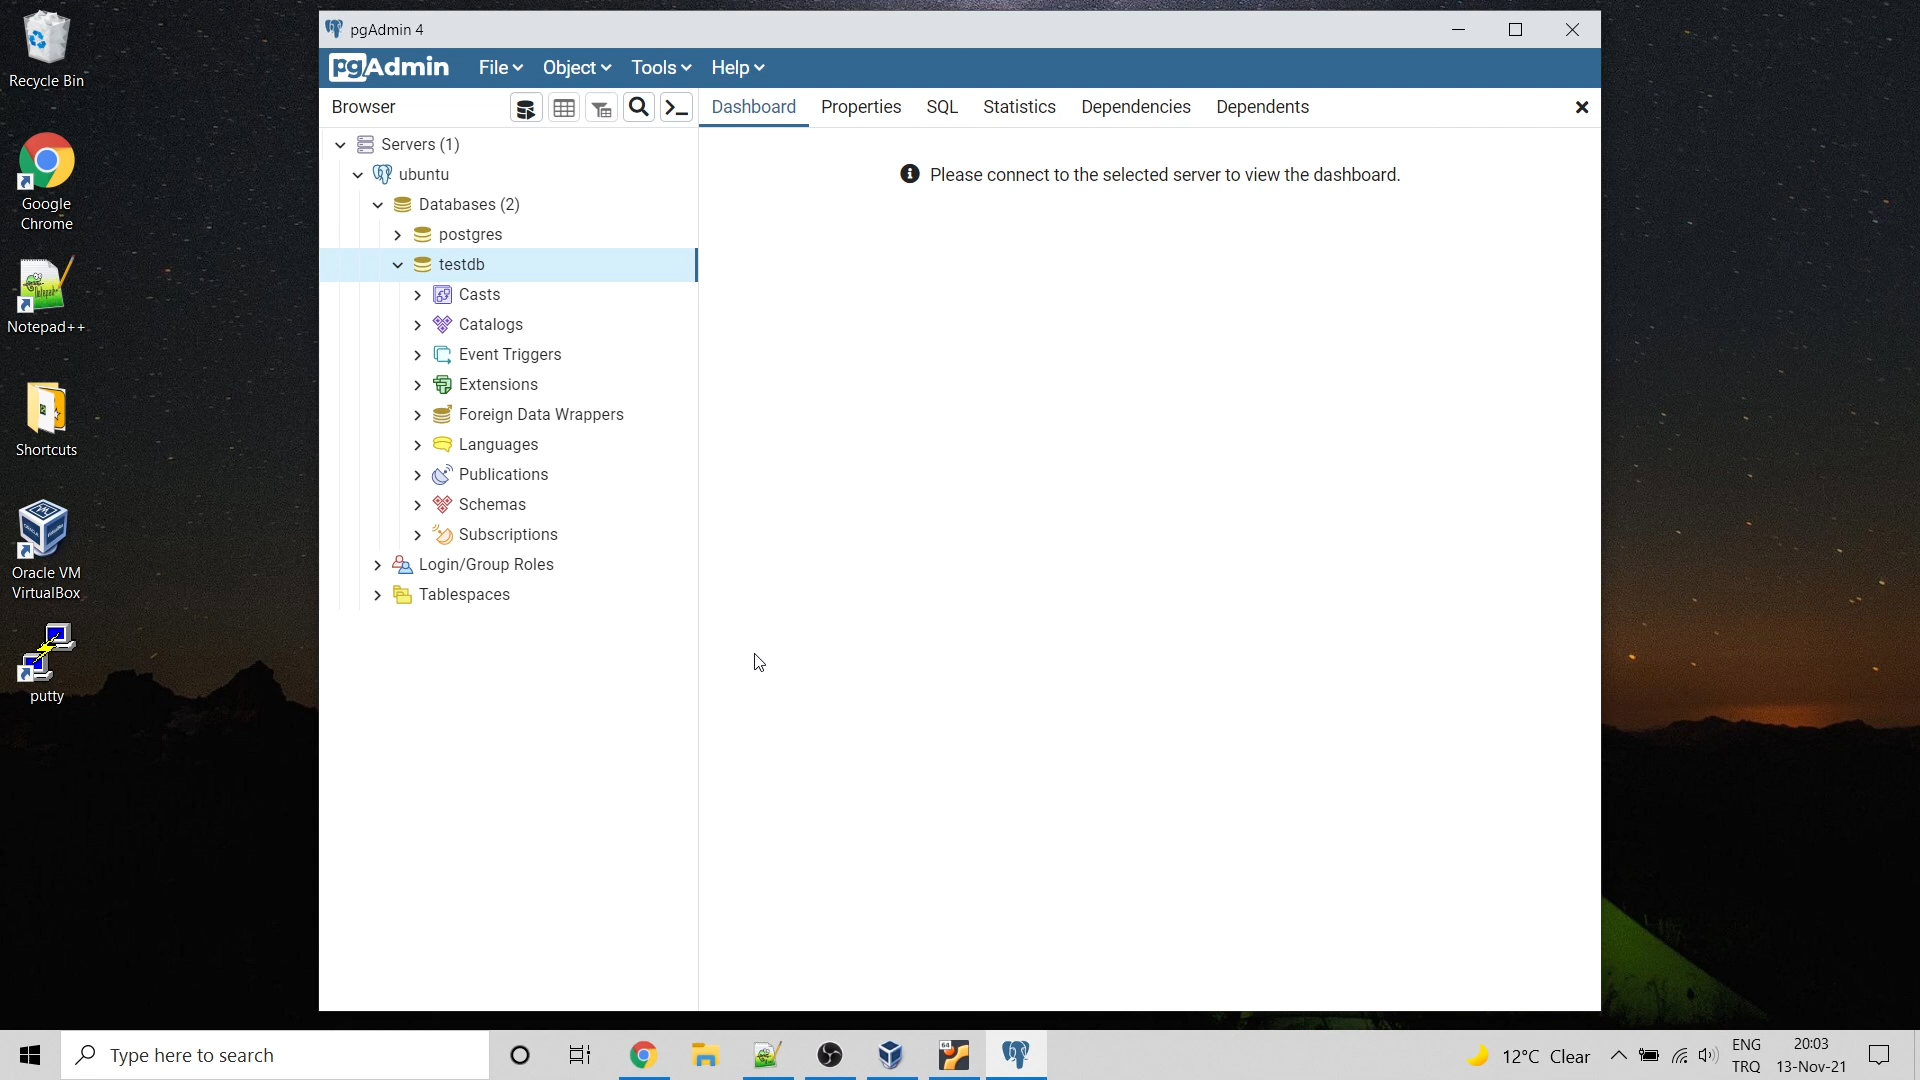 Recycle Bin
Google
Chrome
Notepad++
Shortcuts
Oracle VM
VirtualBox
putty
pgAdmin 4
pgAdmin File Object Tools Help
Browser
Dashboard Properties SQL Statistics Dependencies Dependents
Servers (1)
ubuntu
Databases (2)
postgres
testdb
Casts
Catalogs
Event Triggers
Extensions
Foreign Data Wrappers
Languages
Publications
Schemas
Subscriptions
Login/Group Roles
Tablespaces
Please connect to the selected server to view the dashboard.
Type here to search
64
12°C Clear
ENG
TRQ
20:03
13-Nov-21